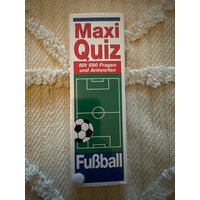 Maxi
Quiz
Mit 590 Fragen
und Antworten
Fußball